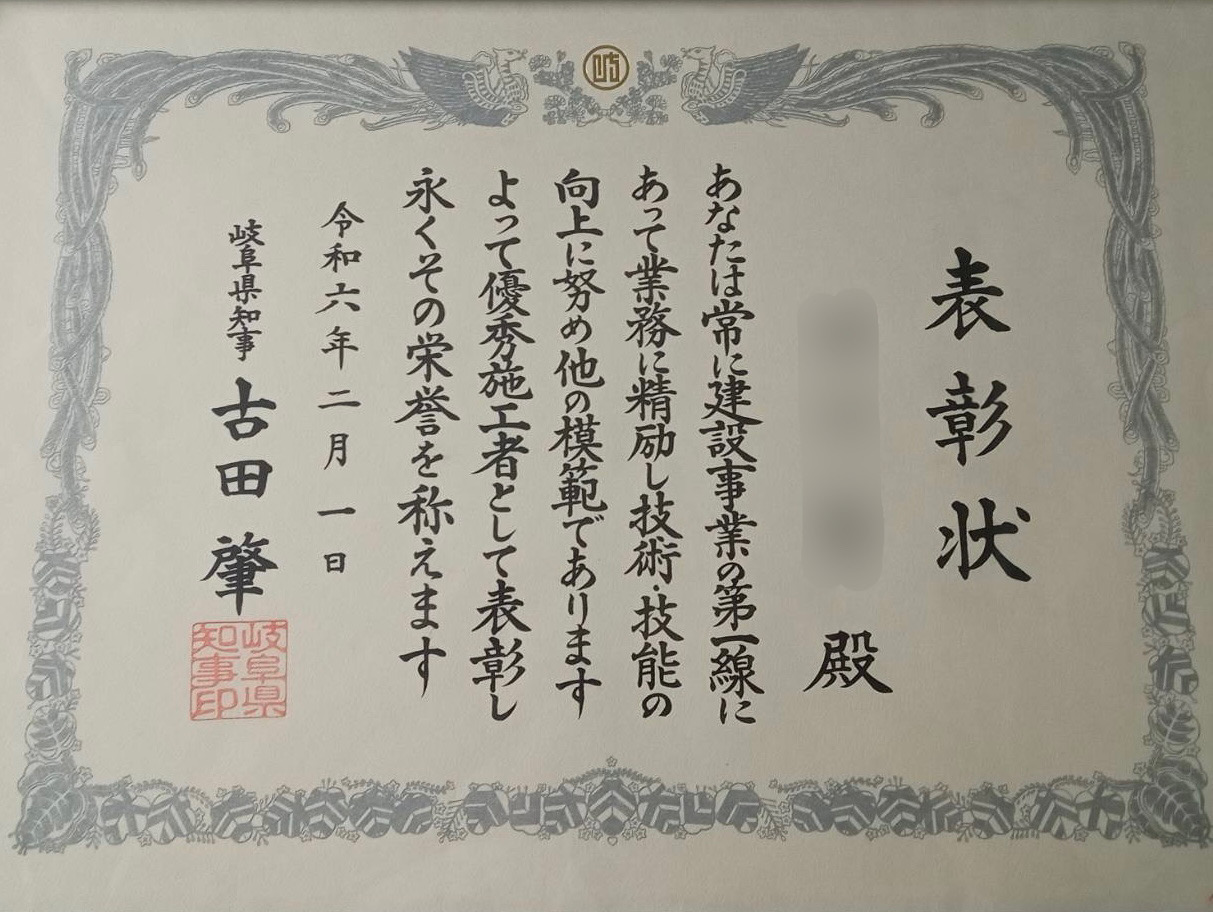 表彰状
殿
あなたは常に建設事業の第一線に
あって業務に精励し技術・技能の
向上に努め他の模範であります
よって優秀施工者として表彰し
永くその栄誉を称えます
令和六年二月一日
岐阜県知事 古田 肇
岐阜県
知事印